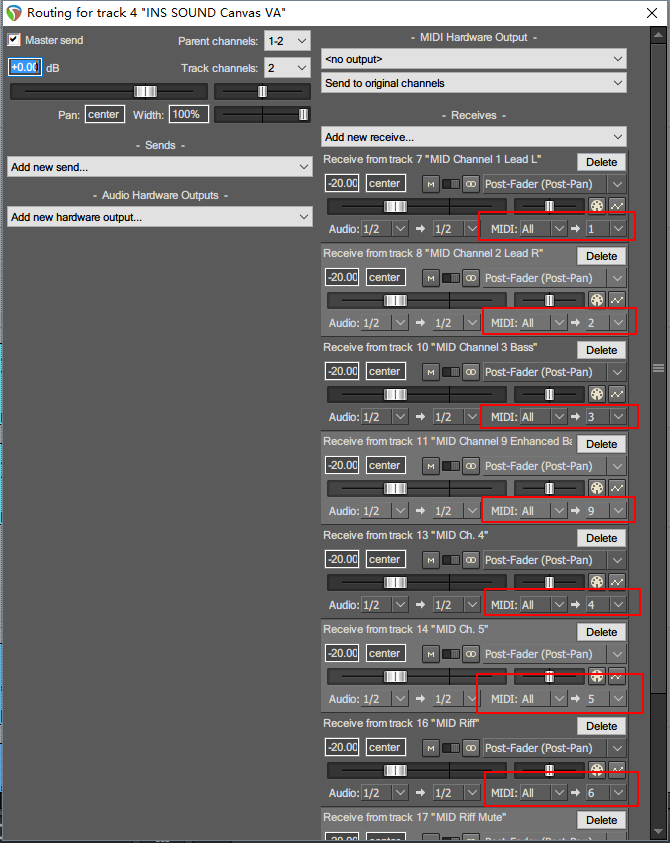 Routing for track 4 "INS SOUND Canvas VA"
Master send
Parent channels: 1-2
+0.00 dB
Track channels: 2
Pan: center Width: 100%
- Sends -
Add new send...
- Audio Hardware Outputs -
Add new hardware output...
- MIDI Hardware Output -
<no output>
Send to original channels
- Receives -
Add new receive...
Receive from track 7 "MID Channel 1 Lead L" Delete
-20.00 center M Post-Fader (Post-Pan)
Audio: 1/2 1/2 MIDI: All 1
Receive from track 8 "MID Channel 2 Lead R" Delete
-20.00 center M Post-Fader (Post-Pan)
Audio: 1/2 1/2 MIDI: All 2
Receive from track 10 "MID Channel 3 Bass" Delete
-20.00 center M Post-Fader (Post-Pan)
Audio: 1/2 1/2 MIDI: All 3
Receive from track 11 "MID Channel 9 Enhanced Ba Delete
-20.00 center M Post-Fader (Post-Pan)
Audio: 1/2 1/2 MIDI: All 9
Receive from track 13 "MID Ch. 4" Delete
-20.00 center M Post-Fader (Post-Pan)
Audio: 1/2 1/2 MIDI: All 4
Receive from track 14 "MID Ch. 5" Delete
-20.00 center M Post-Fader (Post-Pan)
Audio: 1/2 1/2 MIDI: All 5
Receive from track 16 "MID Riff" Delete
-20.00 center M Post-Fader (Post-Pan)
Audio: 1/2 1/2 MIDI: All 6
Receive from track 17 "MID Riff Mute" Delete